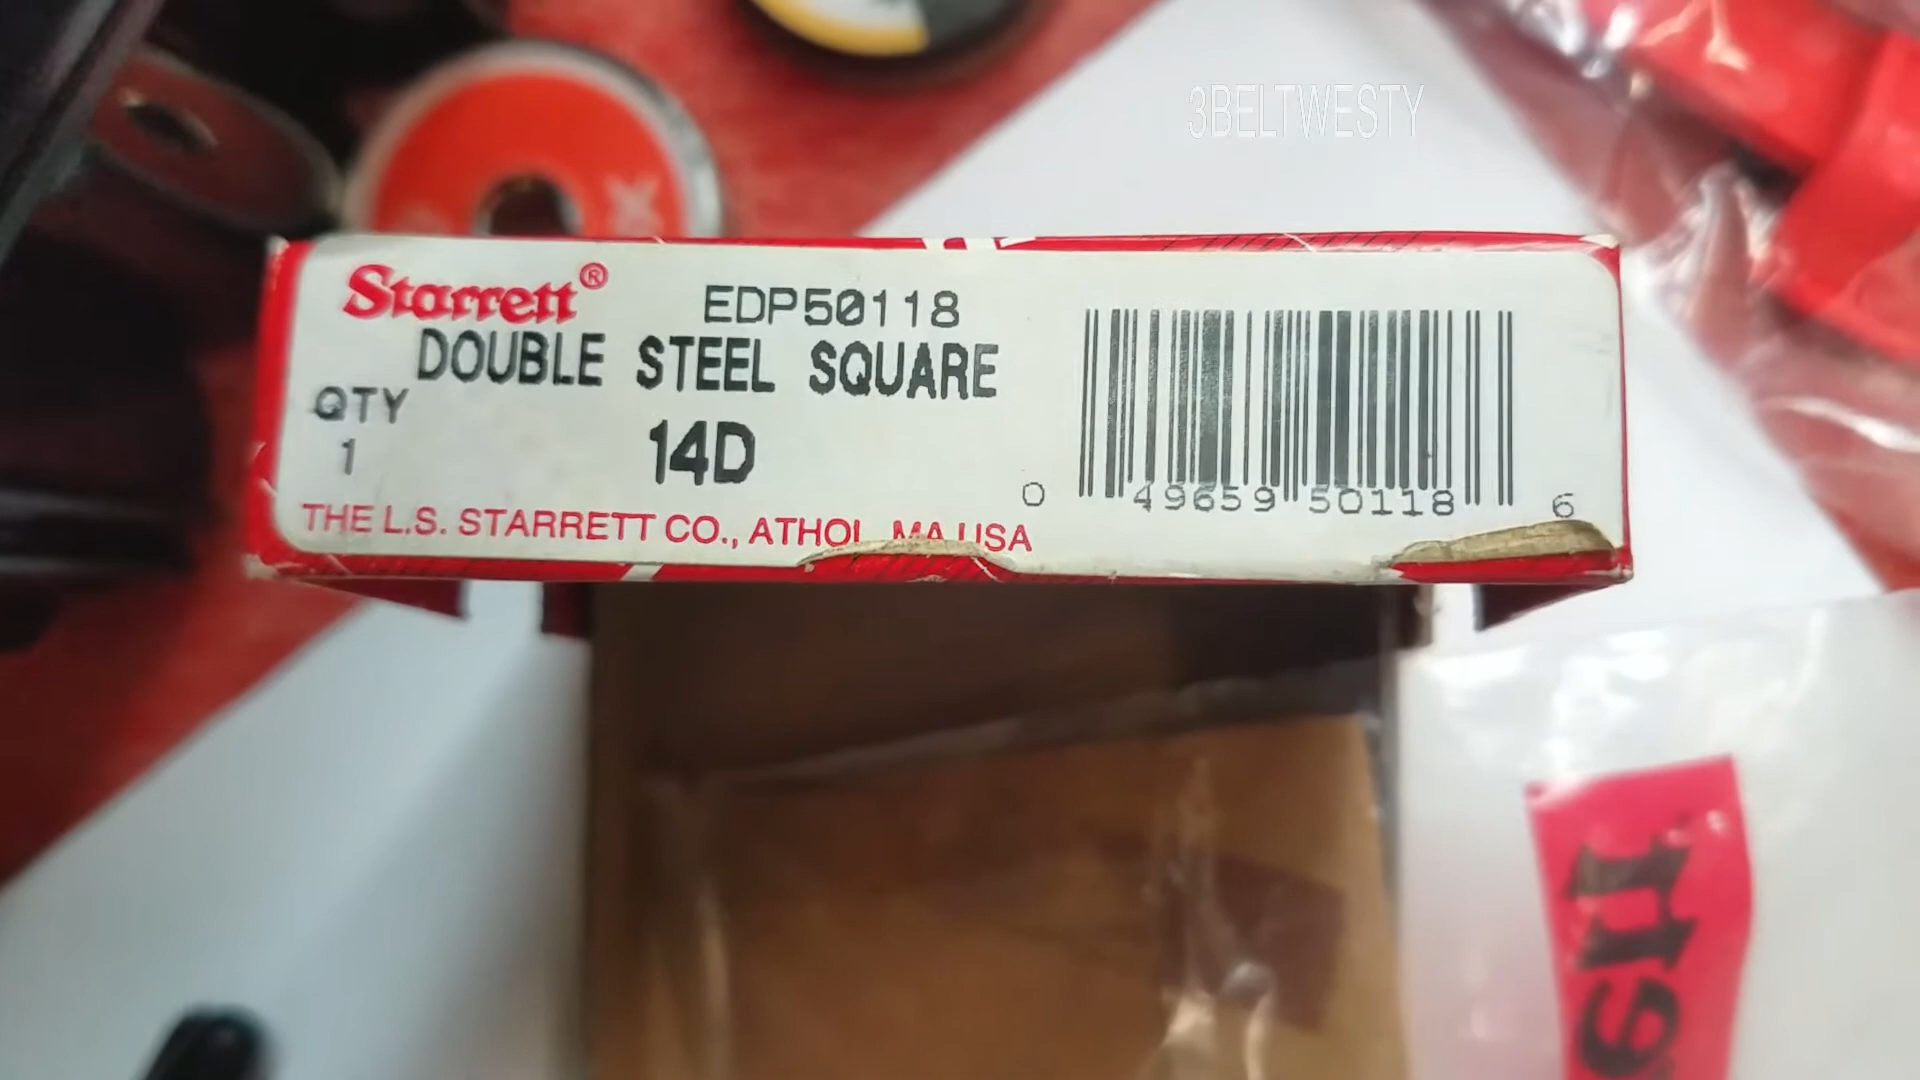 3BELTWESTY
Starrett®
EDP50118
DOUBLE STEEL SQUARE
QTY
1
14D
0 49659 50118 6
THE L.S. STARRETT CO., ATHOL MA USA